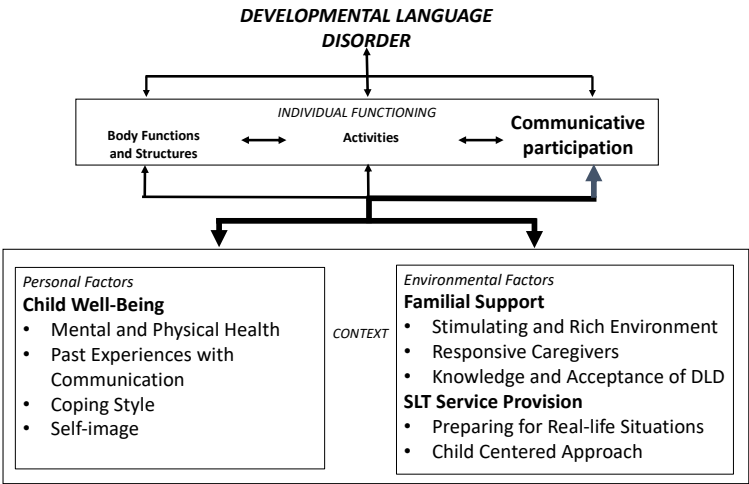 DEVELOPMENTAL LANGUAGE
DISORDER
INDIVIDUAL FUNCTIONING
Body Functions
and Structures
Activities
Communicative
participation
Personal Factors
Child Well-Being
• Mental and Physical Health
• Past Experiences with
Communication
• Coping Style
• Self-image
CONTEXT
Environmental Factors
Familial Support
• Stimulating and Rich Environment
• Responsive Caregivers
• Knowledge and Acceptance of DLD
SLT Service Provision
• Preparing for Real-life Situations
• Child Centered Approach